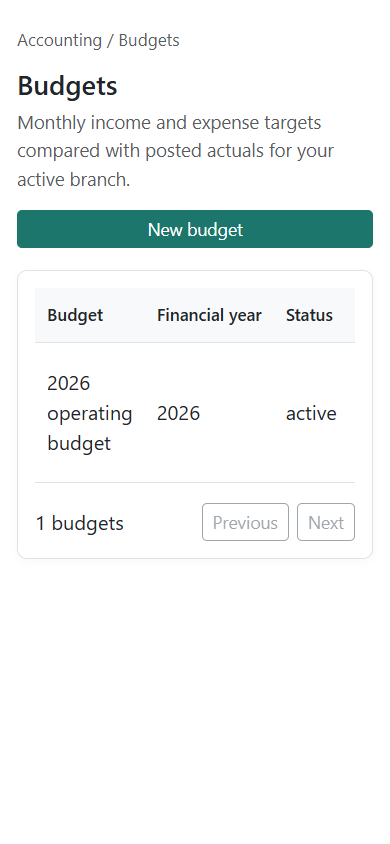 Accounting / Budgets
Budgets
Monthly income and expense targets
compared with posted actuals for your
active branch.
New budget
Budget Financial year Status
2026
operating
budget
2026
active
1 budgets
Previous Next